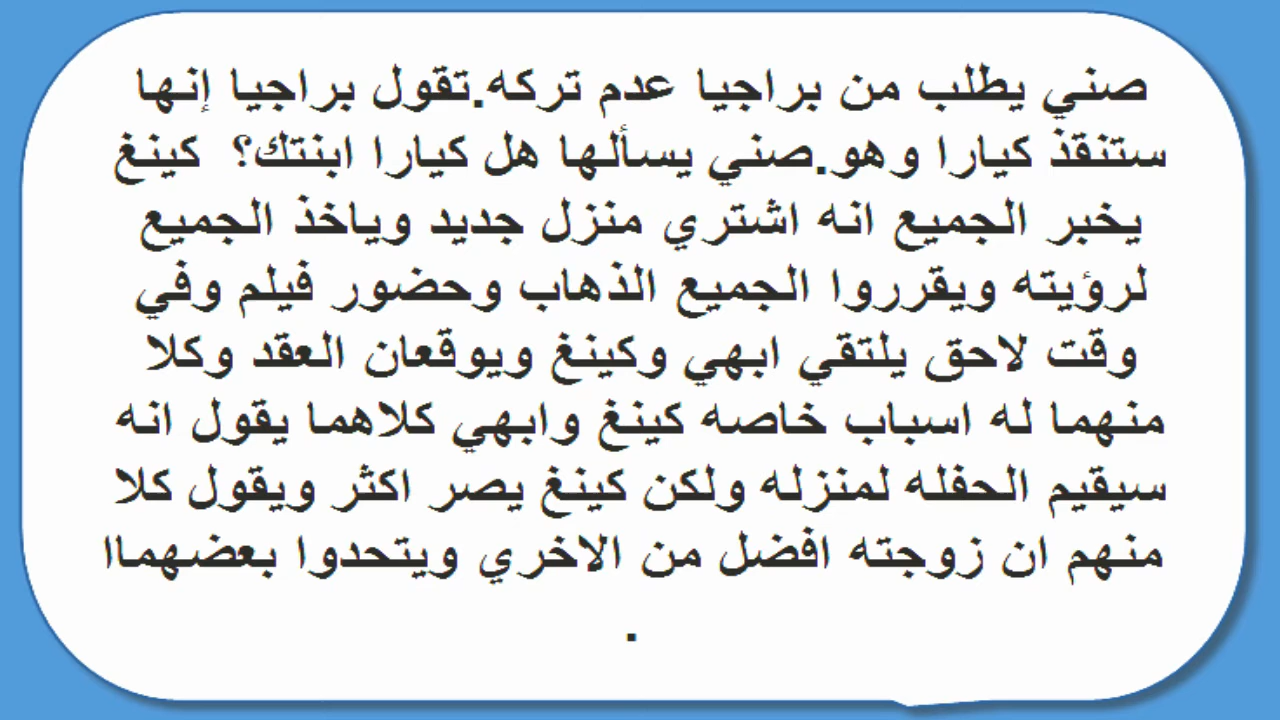 صني يطلب من براجيا عدم تركه.تقول براجيا إنها
ستنقذ كيارا وهو.صني يسألها هل كيارا ابنتك؟ كينغ
يخبر الجميع انه اشتري منزل جديد وياخذ الجميع
لرؤيته ويقرروا الجميع الذهاب وحضور فيلم وفي
وقت لاحق يلتقي ابهي وكينغ ويوقعان العقد وكلا
منهما له اسباب خاصه كينغ وابهي كلاهما يقول انه
سيقيم الحفله لمنزله ولكن كينغ يصر اكثر ويقول كلا
منهم ان زوجته افضل من الاخري ويتحدوا بعضهماا
.